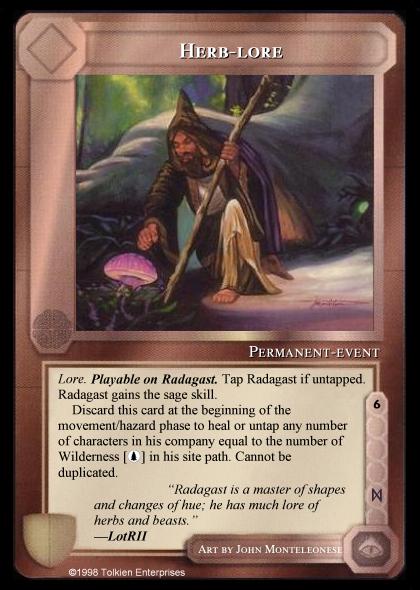 HERB-LORE
PERMANENT-EVENT
Lore. Playable on Radagast. Tap Radagast if untapped.
Radagast gains the sage skill.
Discard this card at the beginning of the
movement/hazard phase to heal or untap any number
of characters in his company equal to the number of
Wilderness [ ] in his site path. Cannot be
duplicated.
6
“Radagast is a master of shapes
and changes of hue; he has much lore of
herbs and beasts.”
—LotRII
ART BY JOHN MONTELEONESE
©1998 Tolkien Enterprises